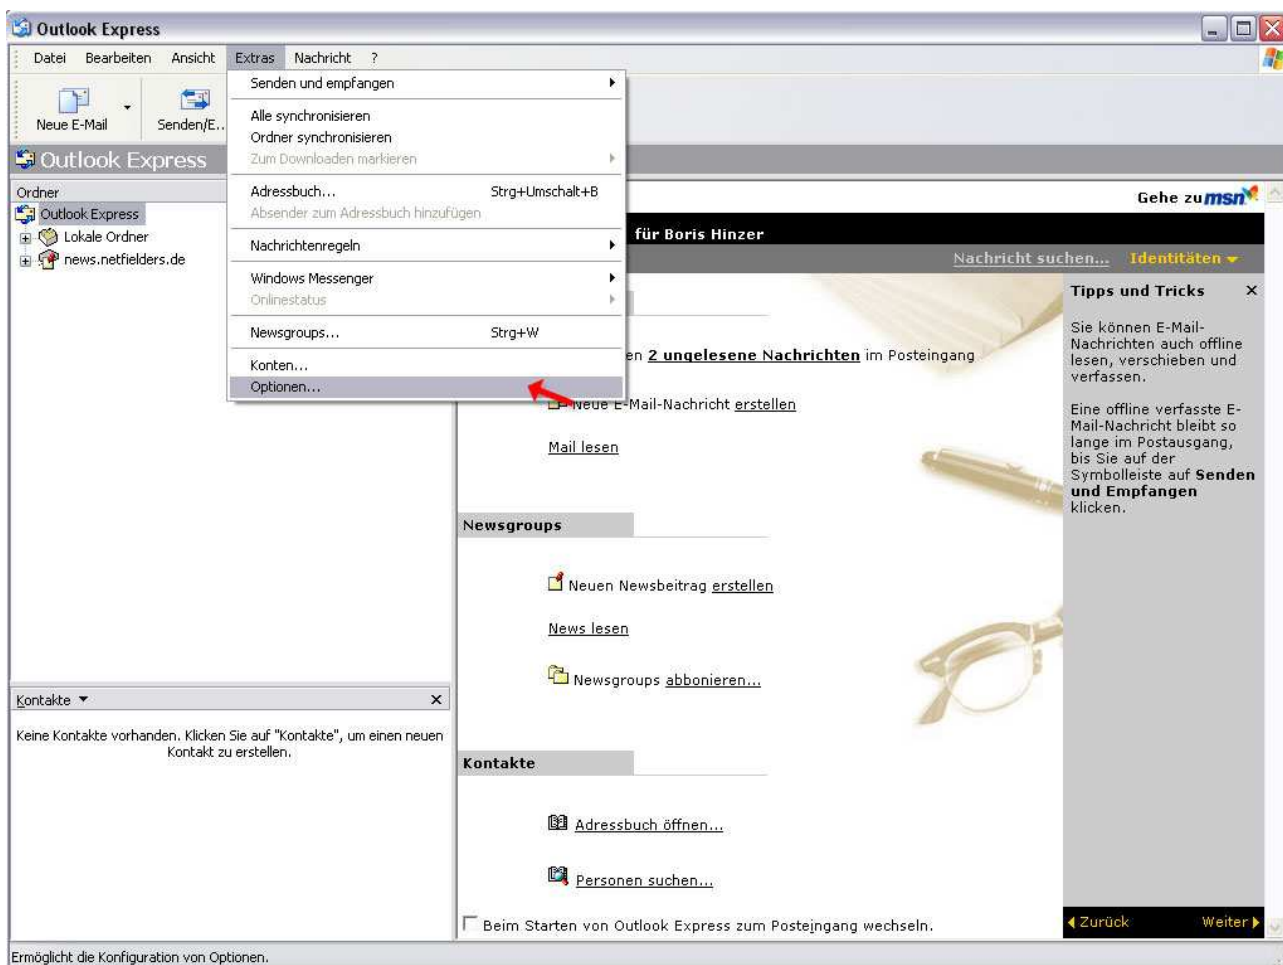 Outlook Express
Datei Bearbeiten Ansicht Extras Nachricht ?
Neue E-Mail
Senden/E..
Senden und empfangen
Alle synchronisieren
Ordner synchronisieren
Zum Downloaden markieren
Adressbuch... Strg+Umschalt+B
Absender zum Adressbuch hinzufügen
Nachrichtenregeln
Windows Messenger
Onlinestatus
Newsgroups... Strg+W
Konten...
Optionen...
Outlook Express
Ordner
Outlook Express
Lokale Ordner
news.netfielders.de
Kontakte
Keine Kontakte vorhanden. Klicken Sie auf "Kontakte", um einen neuen
Kontakt zu erstellen.
Gehe zu msn
für Boris Hinzer
Nachricht suchen... Identitäten
en 2 ungelesene Nachrichten im Posteingang
Neue E-Mail-Nachricht erstellen
Mail lesen
Newsgroups
Neuen Newsbeitrag erstellen
News lesen
Newsgroups abbonieren...
Kontakte
Adressbuch öffnen...
Personen suchen...
Beim Starten von Outlook Express zum Posteingang wechseln.
Tipps und Tricks X
Sie können E-Mail-
Nachrichten auch offline
lesen, verschieben und
verfassen.
Eine offline verfasste E-
Mail-Nachricht bleibt so
lange im Postausgang,
bis Sie auf der
Symbolleiste auf Senden
und Empfangen
klicken.
Zurück Weiter
Ermöglicht die Konfiguration von Optionen.